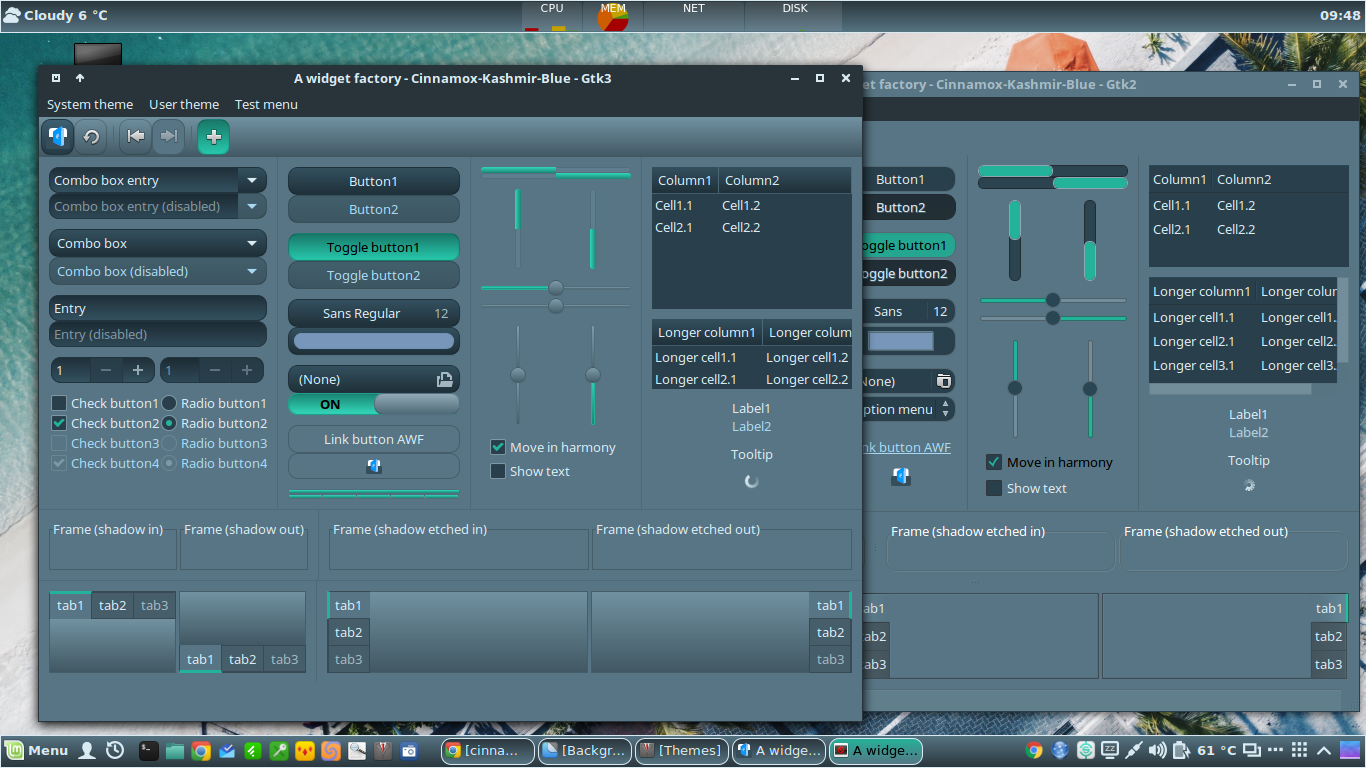 Cloudy 6 °C
CPU
MEM
NET
DISK
09:48
A widget factory - Cinnamox-Kashmir-Blue - Gtk3
System theme User theme Test menu
Combo box entry
Combo box entry (disabled)
Combo box
Combo box (disabled)
Entry
Entry (disabled)
1
1
Check button1 Radio button1
Check button2 Radio button2
Check button3 Radio button3
Check button4 Radio button4
Button1
Button2
Toggle button1
Toggle button2
Sans Regular 12
(None)
ON
Link button AWF
Move in harmony
Show text
Column1 Column2
Cell1.1 Cell1.2
Cell2.1 Cell2.2
Longer column1 Longer colum
Longer cell1.1 Longer cell1.2
Longer cell2.1 Longer cell2.2
Label1
Label2
Tooltip
Frame (shadow in) Frame (shadow out) Frame (shadow etched in) Frame (shadow etched out)
tab1 tab2 tab3
tab1 tab2 tab3
tab1
tab2
tab3
tab1
tab2
tab3
et factory - Cinnamox-Kashmir-Blue - Gtk2
Button1
Button2
oggle button1
oggle button2
Sans 12
None)
ption menu
nk button AWF
Move in harmony
Show text
Column1 Column2
Cell1.1 Cell1.2
Cell2.1 Cell2.2
Longer column1 Longer colur
Longer cell1.1 Longer cell1.
Longer cell2.1 Longer cell2.
Longer cell3.1 Longer cell3.
Label1
Label2
Tooltip
Frame (shadow etched in) Frame (shadow etched out)
ab1
ab2
ab3
tab1
tab2
tab3
Menu
[cinna...
[Backgr...
[Themes]
A widge...
A widge...
61 °C